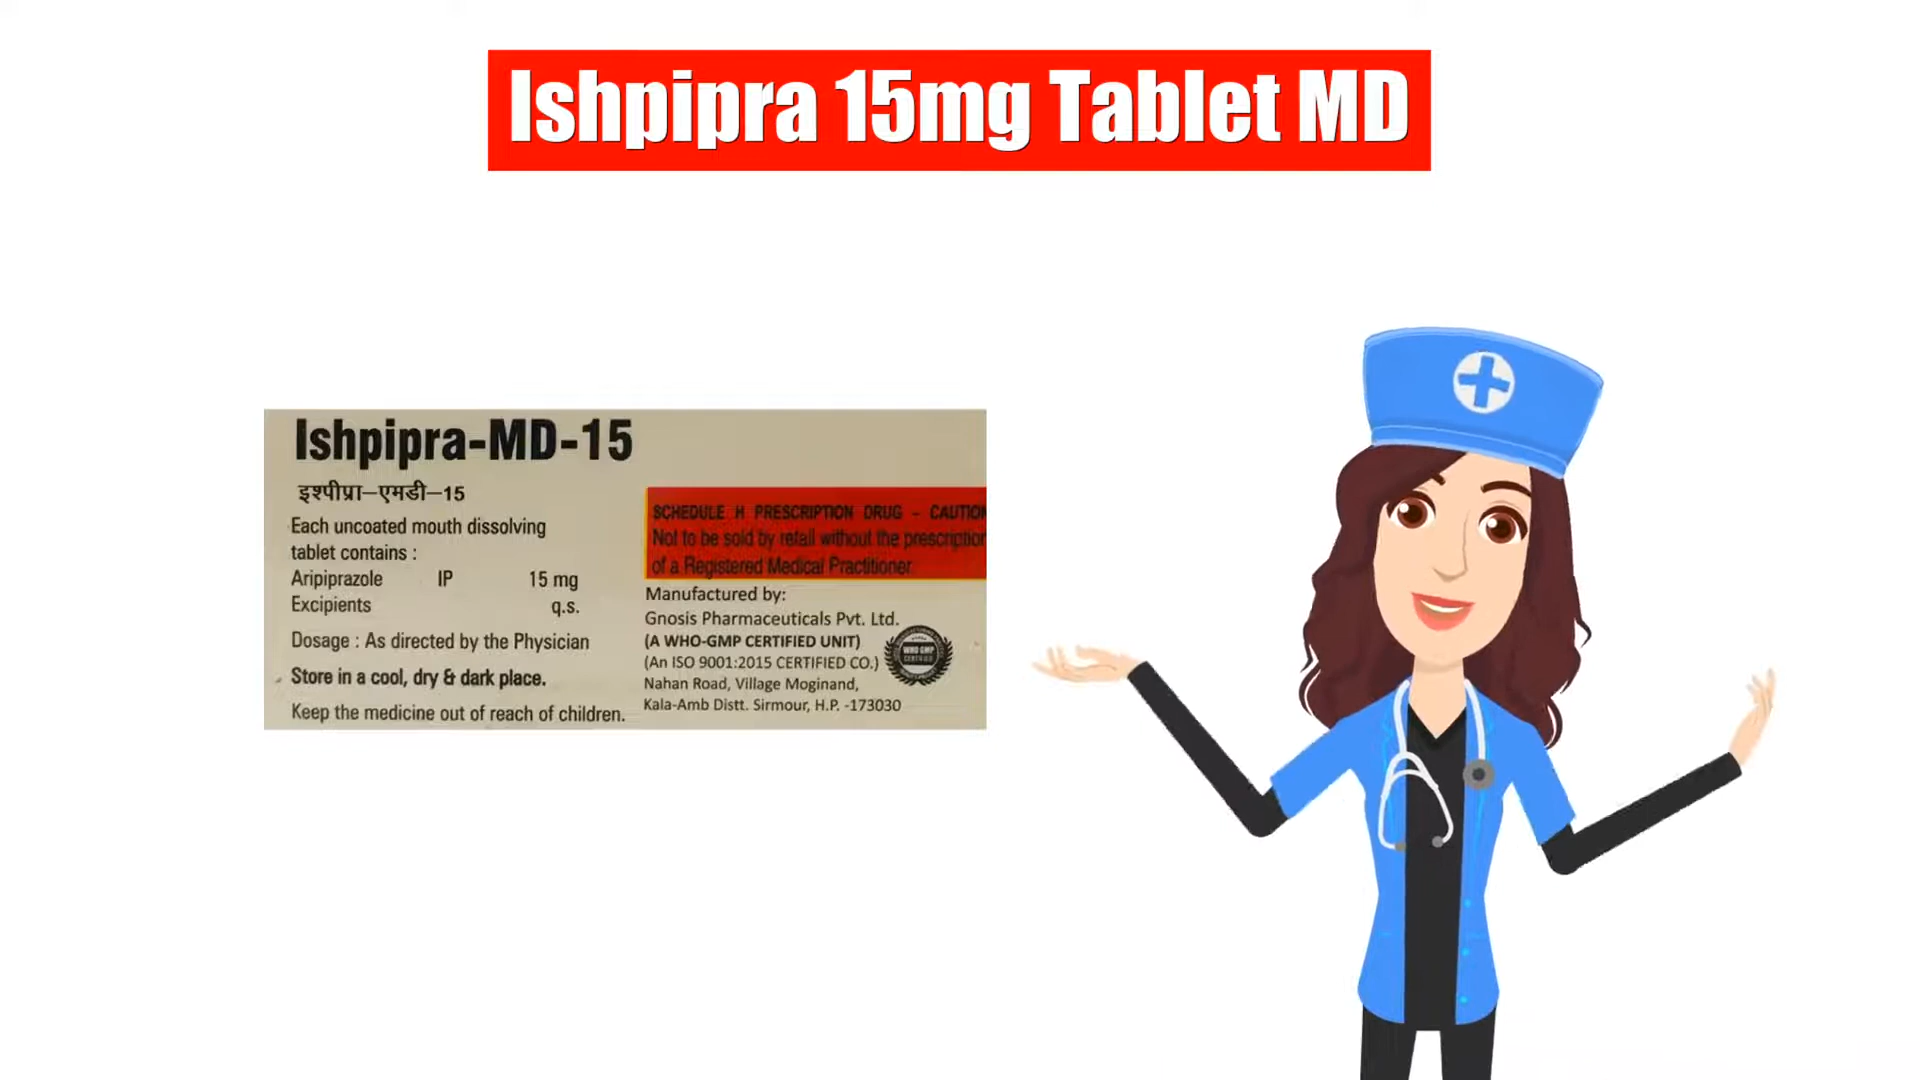 Ishpipra 15mg Tablet MD
Ishpipra-MD-15
इश्पीप्रा–एमडी–15
Each uncoated mouth dissolving
tablet contains :
Aripiprazole IP 15 mg
Excipients q.s.
Dosage : As directed by the Physician
Store in a cool, dry & dark place.
Keep the medicine out of reach of children.
SCHEDULE H PRESCRIPTION DRUG - CAUTION
Not to be sold by retail without the prescription
of a Registered Medical Practitioner
Manufactured by:
Gnosis Pharmaceuticals Pvt. Ltd.
(A WHO-GMP CERTIFIED UNIT)
(An ISO 9001:2015 CERTIFIED CO.)
Nahan Road, Village Moginand,
Kala-Amb Distt. Sirmour, H.P. -173030
WHO GMP
CERTIFIED